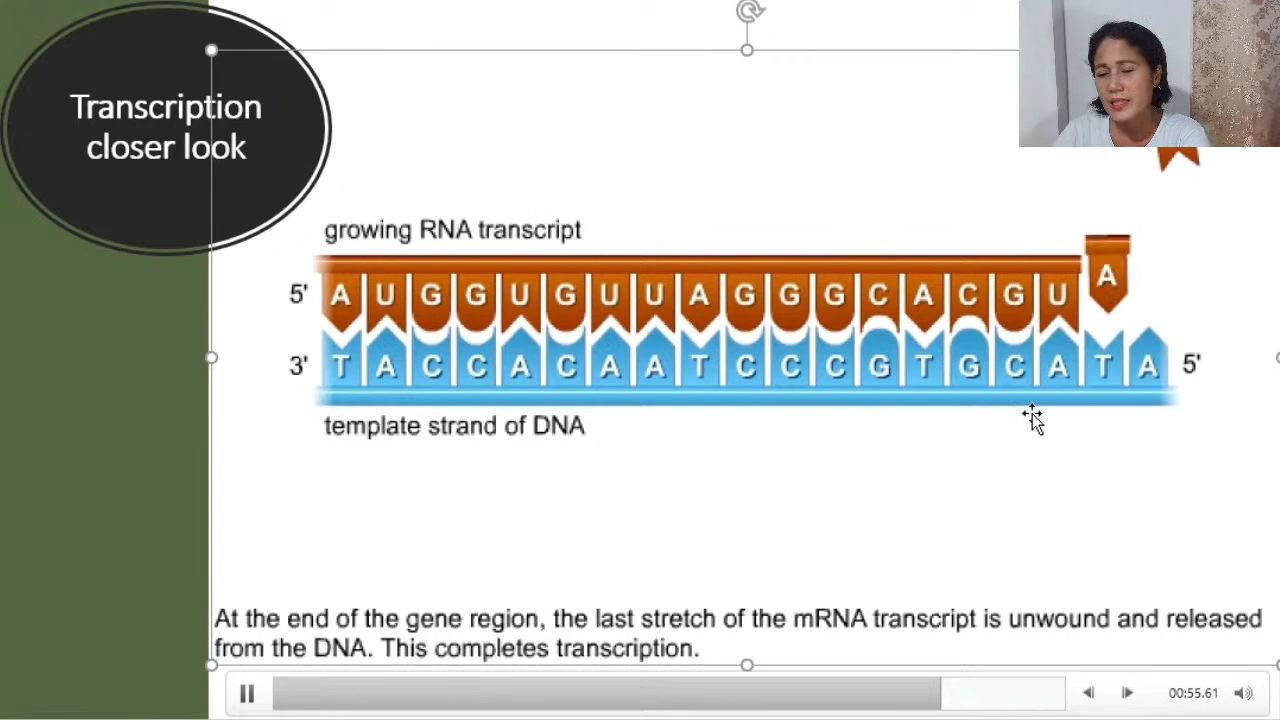 Transcription
closer look
growing RNA transcript
5' A U G G U G U U A G G G C A C G U A
3' T A C C A C A A T C C C G T G C A T A 5'
template strand of DNA
At the end of the gene region, the last stretch of the mRNA transcript is unwound and released
from the DNA. This completes transcription.
00:55.61